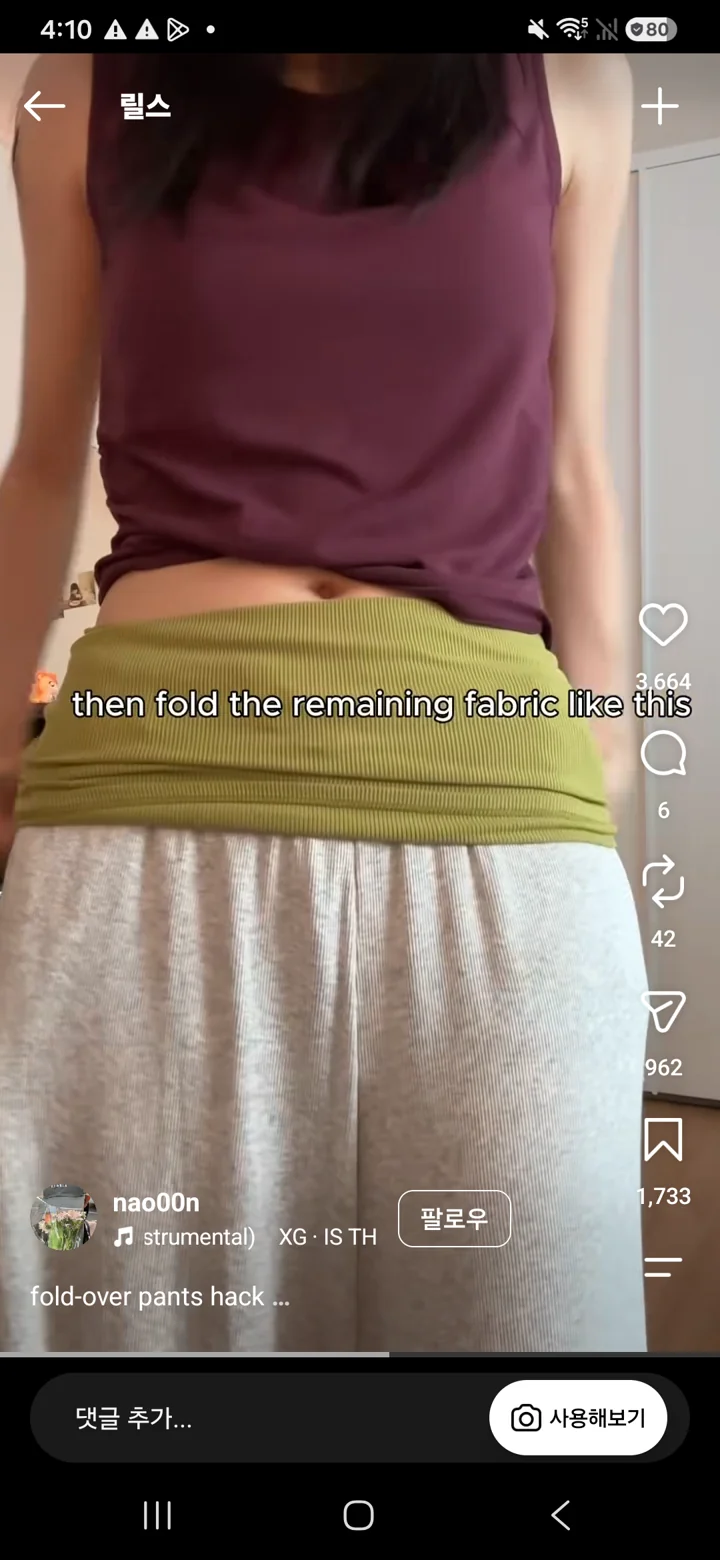 4:10
5
80
릴스
3,664
then fold the remaining fabric like this
6
42
962
1,733
nao00n
strumental) XG · IS TH
팔로우
fold-over pants hack ...
댓글 추가...
사용해보기